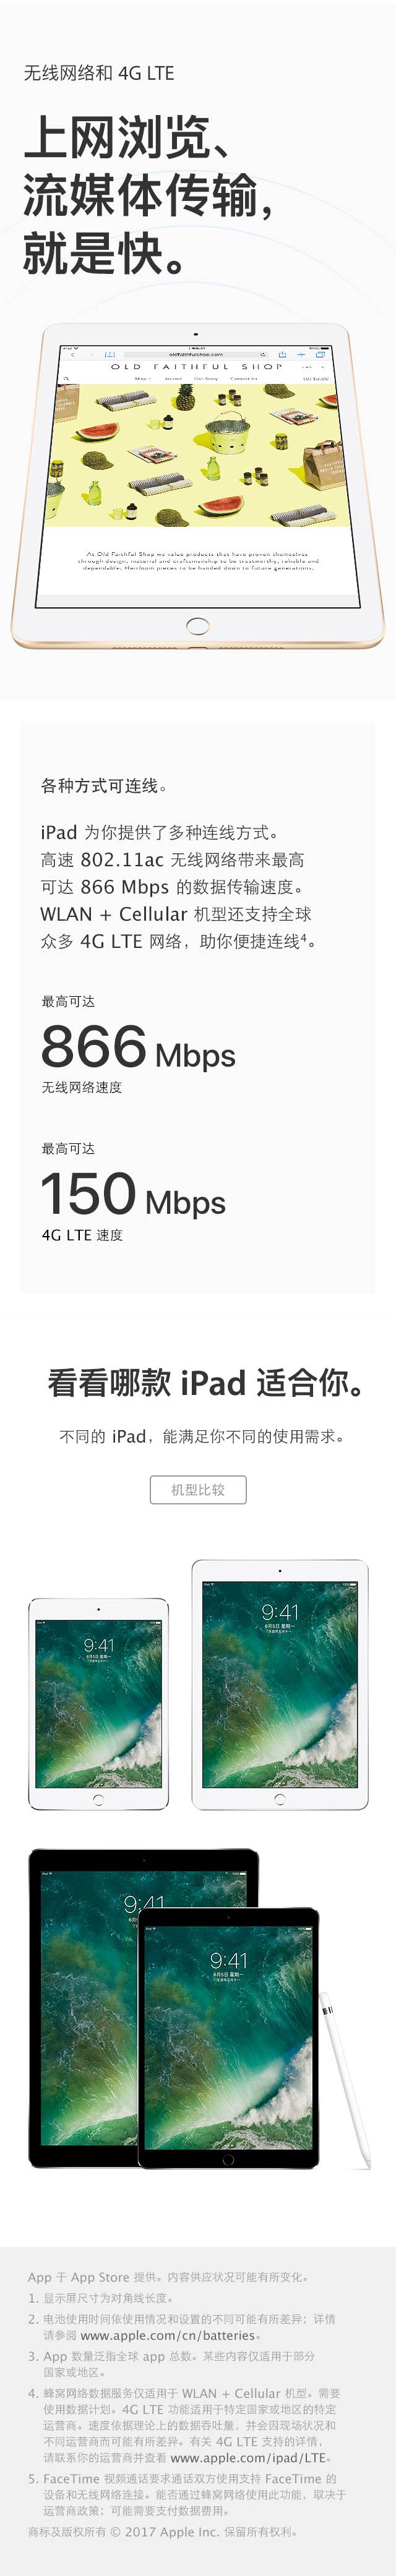 无线网络和 4G LTE
上网浏览、
流媒体传输，
就是快。
oldfaithfulshop.com
OLD FAITHFUL SHOP
Shop Journal Our Story Contact Us
At Old Faithful Shop we value products that have proven themselves
through design, material and craftsmanship to be trustworthy, reliable and
dependable. Heirloom pieces to be handed down to future generations.
各种方式可连线。
iPad 为你提供了多种连线方式。
高速 802.11ac 无线网络带来最高
可达 866 Mbps 的数据传输速度。
WLAN + Cellular 机型还支持全球
众多 4G LTE 网络，助你便捷连线4。
最高可达
866 Mbps
无线网络速度
最高可达
150 Mbps
4G LTE 速度
看看哪款 iPad 适合你。
不同的 iPad，能满足你不同的使用需求。
机型比较
9:41
6月5日 星期一
9:41
6月5日 星期一
9:41
9:41
6月5日 星期一
App 于 App Store 提供。内容供应状况可能有所变化。
1. 显示屏尺寸为对角线长度。
2. 电池使用时间依使用情况和设置的不同可能有所差异；详情
请参阅 www.apple.com/cn/batteries。
3. App 数量泛指全球 app 总数。某些内容仅适用于部分
国家或地区。
4. 蜂窝网络数据服务仅适用于 WLAN + Cellular 机型。需要
使用数据计划。4G LTE 功能适用于特定国家或地区的特定
运营商。速度依据理论上的数据吞吐量，并会因现场状况和
不同运营商而可能有所差异。有关 4G LTE 支持的详情，
请联系你的运营商并查看 www.apple.com/ipad/LTE。
5. FaceTime 视频通话要求通话双方使用支持 FaceTime 的
设备和无线网络连接。能否通过蜂窝网络使用此功能，取决于
运营商政策；可能需要支付数据费用。
商标及版权所有 © 2017 Apple Inc. 保留所有权利。